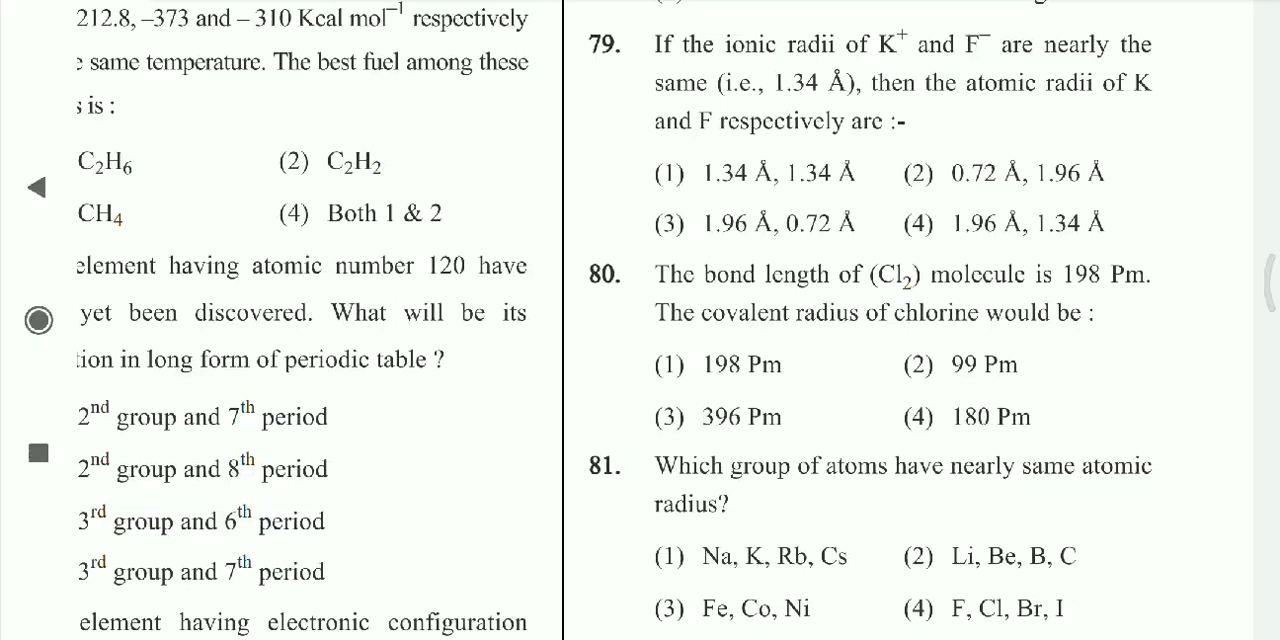 212.8, –373 and – 310 Kcal mol⁻¹ respectively
same temperature. The best fuel among these
is :
C₂H₆ (2) C₂H₂
CH₄ (4) Both 1 & 2
element having atomic number 120 have
yet been discovered. What will be its
tion in long form of periodic table ?
2ⁿᵈ group and 7ᵗʰ period
2ⁿᵈ group and 8ᵗʰ period
3ʳᵈ group and 6ᵗʰ period
3ʳᵈ group and 7ᵗʰ period
element having electronic configuration
79. If the ionic radii of K⁺ and F⁻ are nearly the
same (i.e., 1.34 Å), then the atomic radii of K
and F respectively are :-
(1) 1.34 Å, 1.34 Å (2) 0.72 Å, 1.96 Å
(3) 1.96 Å, 0.72 Å (4) 1.96 Å, 1.34 Å
80. The bond length of (Cl₂) molecule is 198 Pm.
The covalent radius of chlorine would be :
(1) 198 Pm (2) 99 Pm
(3) 396 Pm (4) 180 Pm
81. Which group of atoms have nearly same atomic
radius?
(1) Na, K, Rb, Cs (2) Li, Be, B, C
(3) Fe, Co, Ni (4) F, Cl, Br, I